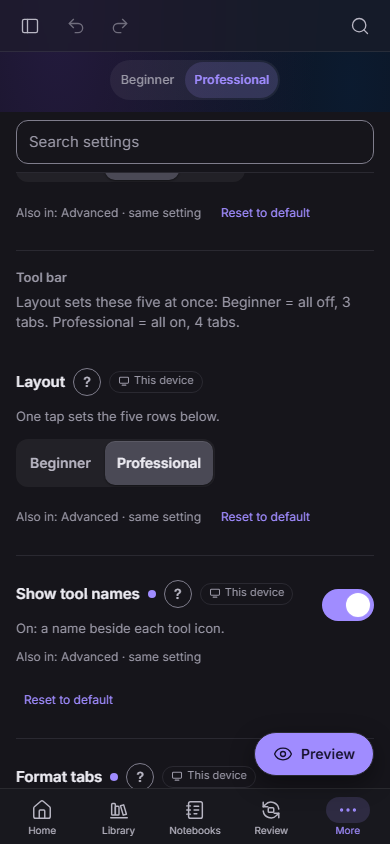 Beginner Professional
Search settings
Also in: Advanced · same setting Reset to default
Tool bar
Layout sets these five at once: Beginner = all off, 3
tabs. Professional = all on, 4 tabs.
Layout ? This device
One tap sets the five rows below.
Beginner Professional
Also in: Advanced · same setting Reset to default
Show tool names ? This device
On: a name beside each tool icon.
Also in: Advanced · same setting
Reset to default
Preview
Format tabs ? This device
Home Library Notebooks Review More